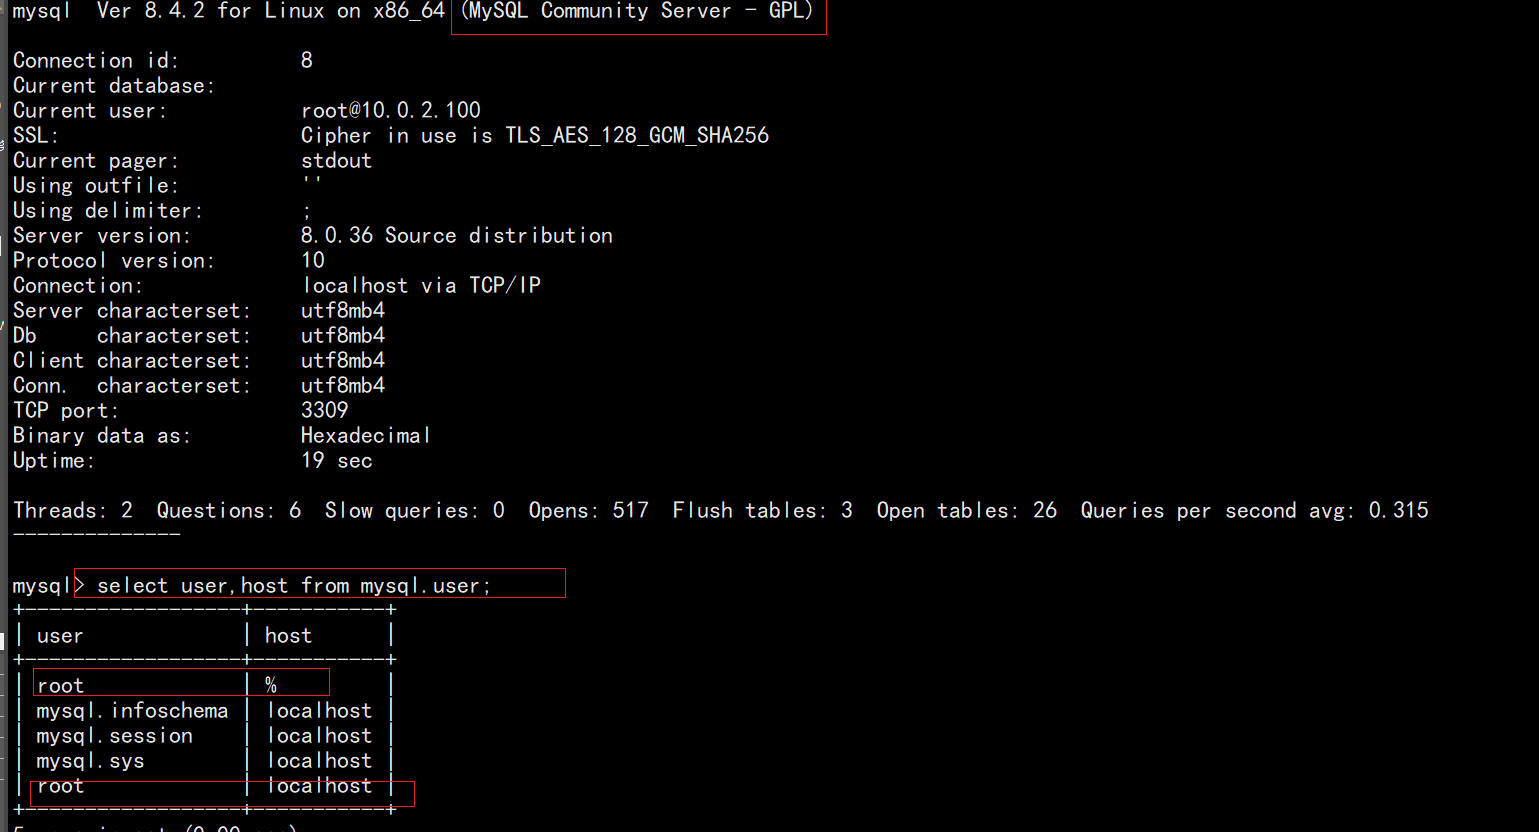 mysql  Ver 8.4.2 for Linux on x86_64 (MySQL Community Server - GPL)
Connection id:          8
Current database:
Current user:           root@10.0.2.100
SSL:                    Cipher in use is TLS_AES_128_GCM_SHA256
Current pager:          stdout
Using outfile:          ''
Using delimiter:        ;
Server version:         8.0.36 Source distribution
Protocol version:       10
Connection:             localhost via TCP/IP
Server characterset:    utf8mb4
Db     characterset:    utf8mb4
Client characterset:    utf8mb4
Conn.  characterset:    utf8mb4
TCP port:               3309
Binary data as:         Hexadecimal
Uptime:                 19 sec
Threads: 2  Questions: 6  Slow queries: 0  Opens: 517  Flush tables: 3  Open tables: 26  Queries per second avg: 0.315
--------------
mysql> select user,host from mysql.user;
+------------------+-----------+
| user             | host      |
+------------------+-----------+
| root             | %         |
| mysql.infoschema | localhost |
| mysql.session    | localhost |
| mysql.sys        | localhost |
| root             | localhost |
+------------------+-----------+